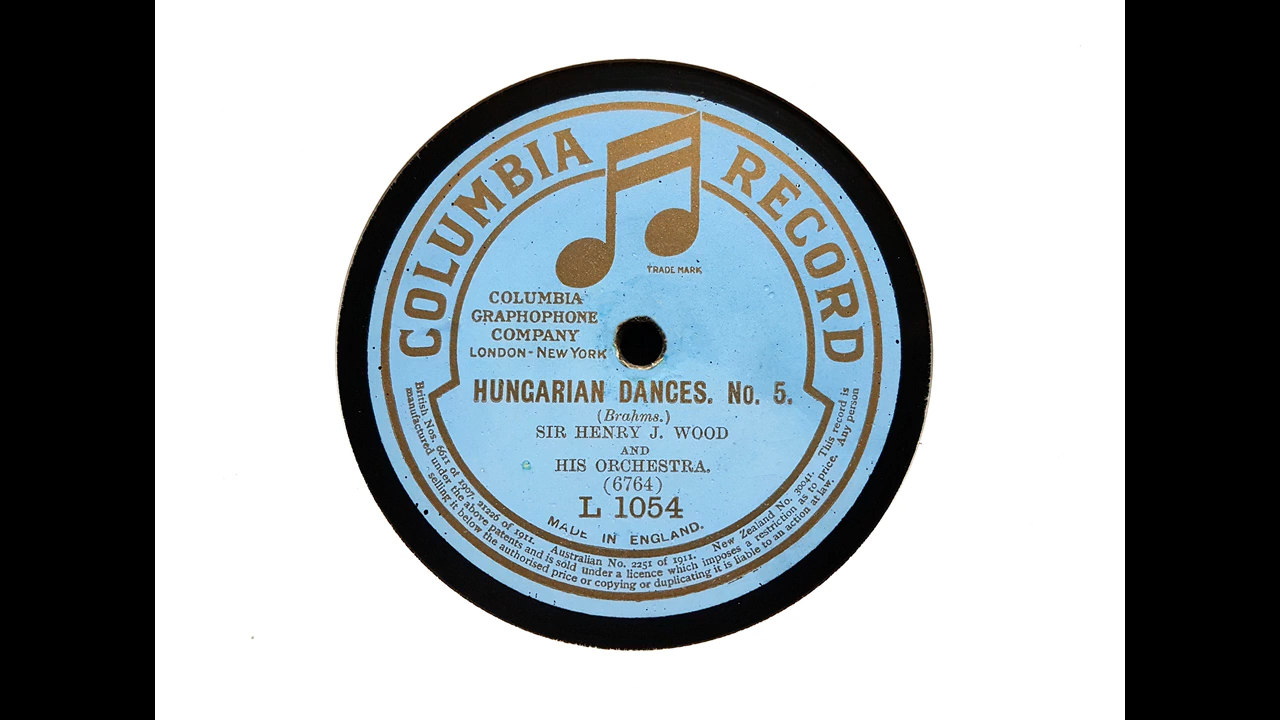 COLUMBIA RECORD
TRADE MARK
COLUMBIA
GRAPHOPHONE
COMPANY
LONDON-NEW YORK
HUNGARIAN DANCES. No. 5.
(Brahms.)
SIR HENRY J. WOOD
AND
HIS ORCHESTRA.
(6764)
L 1054
MADE IN ENGLAND.
British Nos. 6611 of 1907, 21226 of 1911. Australian No. 2251 of 1911. New Zealand No. 30041. This record is
manufactured under the above patents and is sold under a licence which imposes a restriction as to price. Any person
selling it below the authorised price or copying or duplicating it is liable to an action at law.